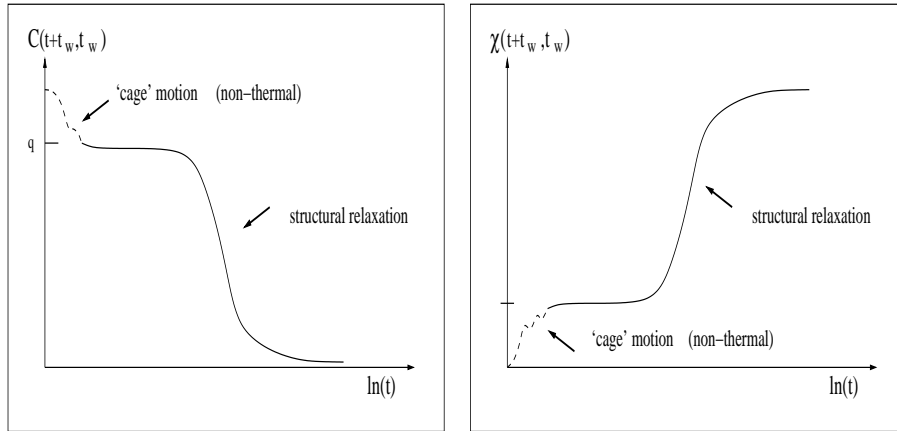 C(t+t_w,t_w)
'cage' motion (non-thermal)
q
structural relaxation
ln(t)
χ(t+t_w,t_w)
structural relaxation
'cage' motion (non-thermal)
ln(t)